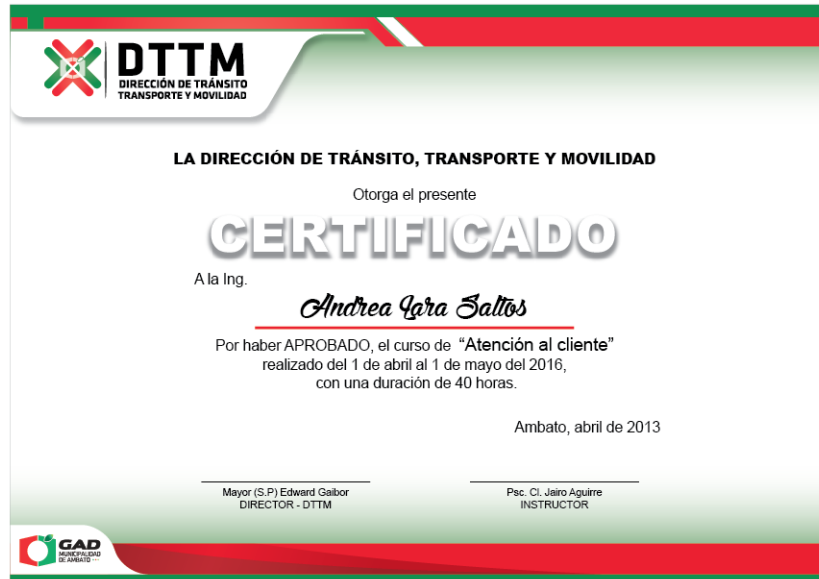 DTTM
DIRECCIÓN DE TRÁNSITO
TRANSPORTE Y MOVILIDAD
LA DIRECCIÓN DE TRÁNSITO, TRANSPORTE Y MOVILIDAD
Otorga el presente
CERTIFICADO
A la Ing.
Andrea Lara Saltos
Por haber APROBADO, el curso de “Atención al cliente”
realizado del 1 de abril al 1 de mayo del 2016,
con una duración de 40 horas.
Ambato, abril de 2013
Mayor (S.P) Edward Gaibor
DIRECTOR - DTTM
Psc. Cl. Jairo Aguirre
INSTRUCTOR
GAD
MUNICIPALIDAD
DE AMBATO